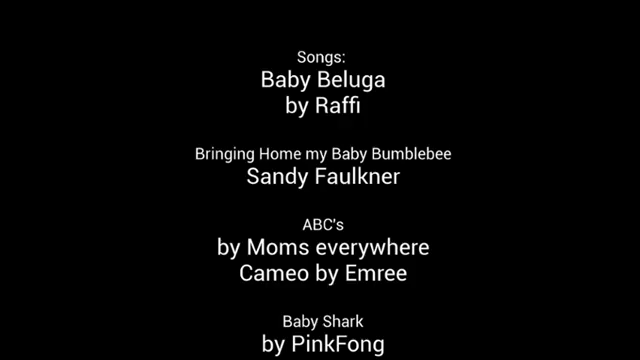 Songs:
Baby Beluga
by Raffi
Bringing Home my Baby Bumblebee
Sandy Faulkner
ABC's
by Moms everywhere
Cameo by Emree
Baby Shark
by PinkFong